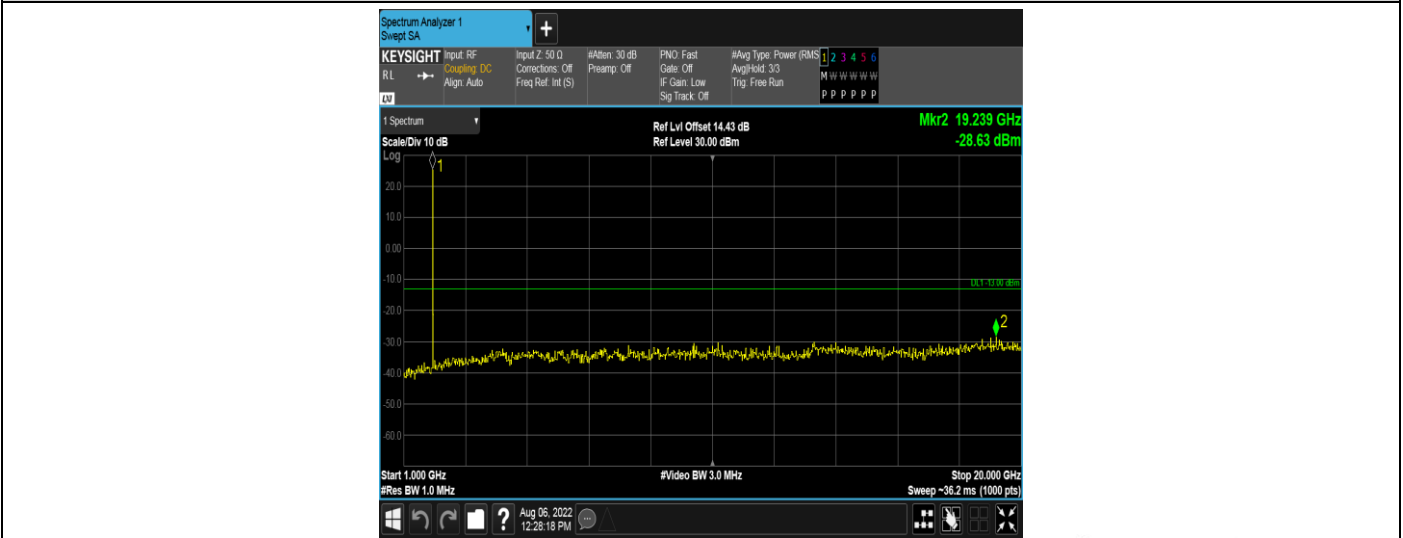 Spectrum Analyzer 1
Swept SA
+
KEYSIGHT
RL
LXI
Input: RF
Coupling: DC
Align: Auto
Input Z: 50 Ω
Corrections: Off
Freq Ref: Int (S)
#Atten: 30 dB
Preamp: Off
PNO: Fast
Gate: Off
IF Gain: Low
Sig Track: Off
#Avg Type: Power (RMS
Avg|Hold: 3/3
Trig: Free Run
1 2 3 4 5 6
M W W W W W
P P P P P P
1 Spectrum
Scale/Div 10 dB
Ref Lvl Offset 14.43 dB
Ref Level 30.00 dBm
Mkr2 19.239 GHz
-28.63 dBm
Log
1
20.0
10.0
0.00
-10.0
DL1 -13.00 dBm
-20.0
2
-30.0
-40.0
-50.0
-60.0
Start 1.000 GHz
#Video BW 3.0 MHz
Stop 20.000 GHz
#Res BW 1.0 MHz
Sweep ~36.2 ms (1000 pts)
?
Aug 06, 2022
12:28:18 PM